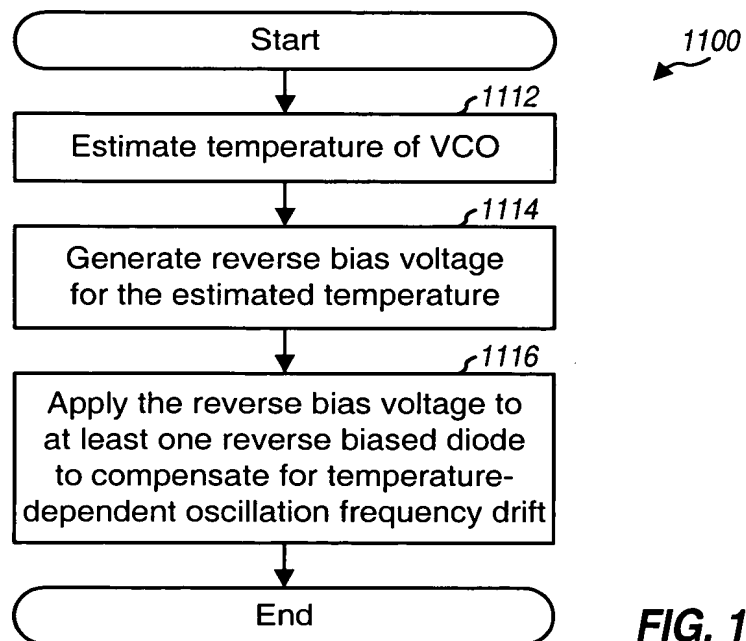 Start
1100
1112
Estimate temperature of VCO
1114
Generate reverse bias voltage
for the estimated temperature
1116
Apply the reverse bias voltage to
at least one reverse biased diode
to compensate for temperature-
dependent oscillation frequency drift
End
FIG. 1